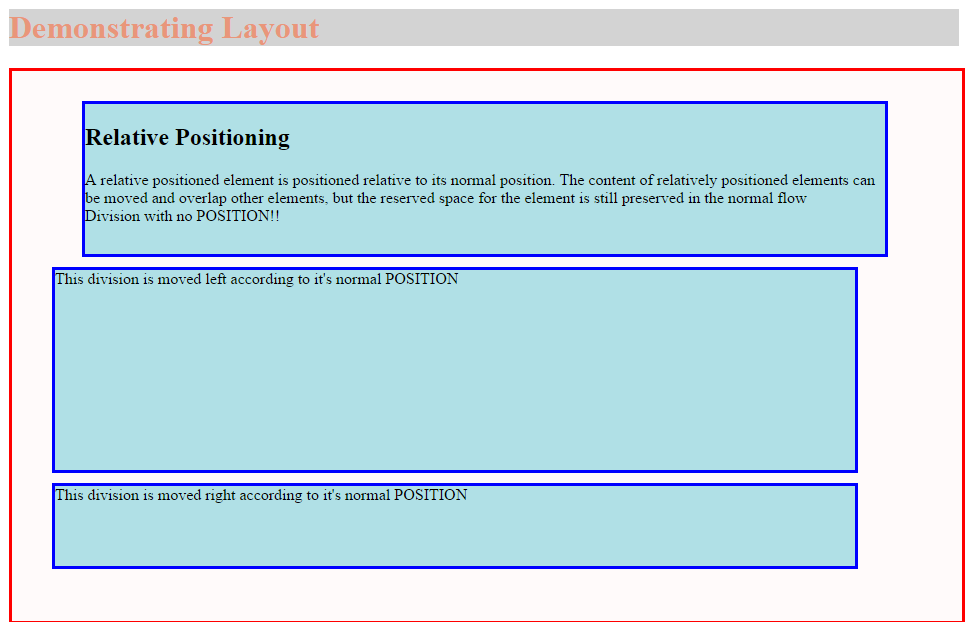 Demonstrating Layout
Relative Positioning
A relative positioned element is positioned relative to its normal position. The content of relatively positioned elements can
be moved and overlap other elements, but the reserved space for the element is still preserved in the normal flow
Division with no POSITION!!
This division is moved left according to it's normal POSITION
This division is moved right according to it's normal POSITION